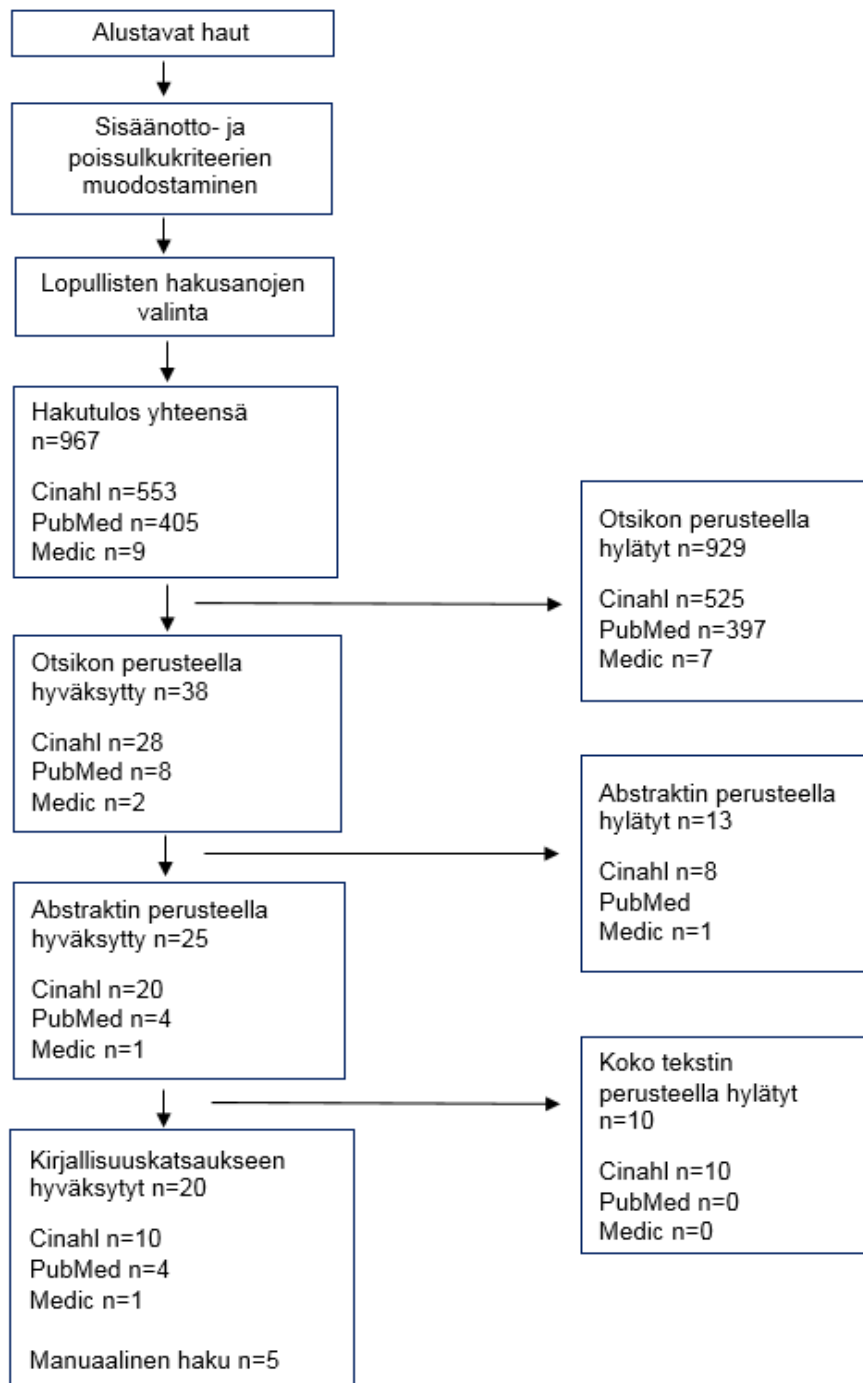 Alustavat haut
Sisäänotto- ja
poissulkukriteerien
muodostaminen
Lopullisten hakusanojen
valinta
Hakutulos yhteensä
n=967
Cinahl n=553
PubMed n=405
Medic n=9
Otsikon perusteella
hylätyt n=929
Cinahl n=525
PubMed n=397
Medic n=7
Otsikon perusteella
hyväksytty n=38
Cinahl n=28
PubMed n=8
Medic n=2
Abstraktin perusteella
hylätyt n=13
Cinahl n=8
PubMed
Medic n=1
Abstraktin perusteella
hyväksytty n=25
Cinahl n=20
PubMed n=4
Medic n=1
Koko tekstin
perusteella hylätyt
n=10
Cinahl n=10
PubMed n=0
Medic n=0
Kirjallisuuskatsaukseen
hyväksytyt n=20
Cinahl n=10
PubMed n=4
Medic n=1
Manuaalinen haku n=5